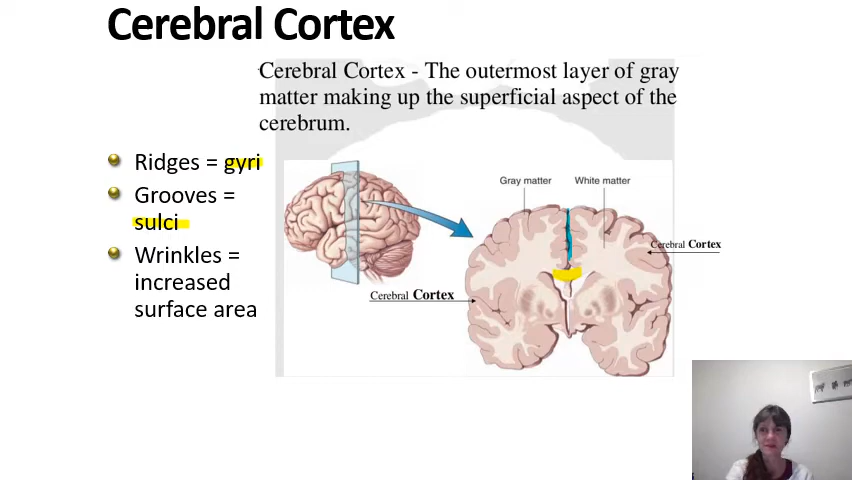 Cerebral Cortex
Cerebral Cortex - The outermost layer of gray
matter making up the superficial aspect of the
cerebrum.
Ridges = gyri
Grooves =
sulci
Wrinkles =
increased
surface area
Gray matter
White matter
Cerebral Cortex
Cerebral Cortex